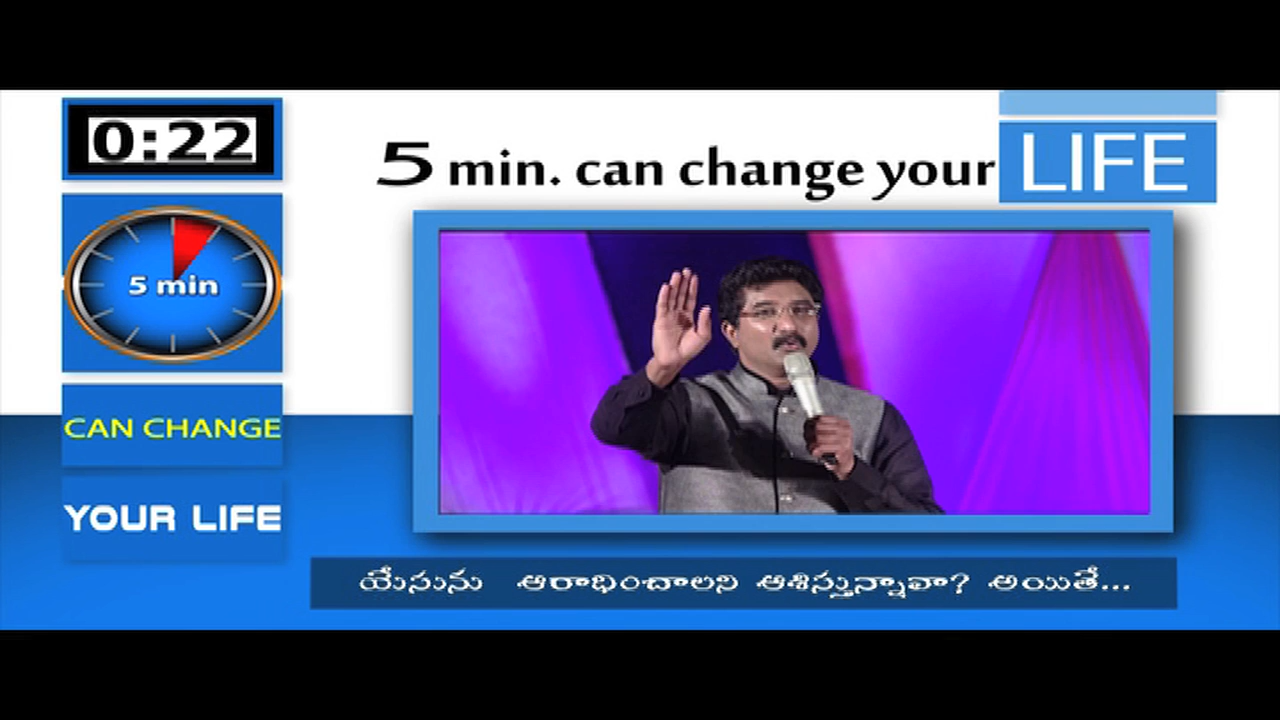 0:22
5 min. can change your LIFE
5 min
CAN CHANGE
YOUR LIFE
యేసును ఆరాధించాలని ఆశిస్తున్నావా? అయితే...